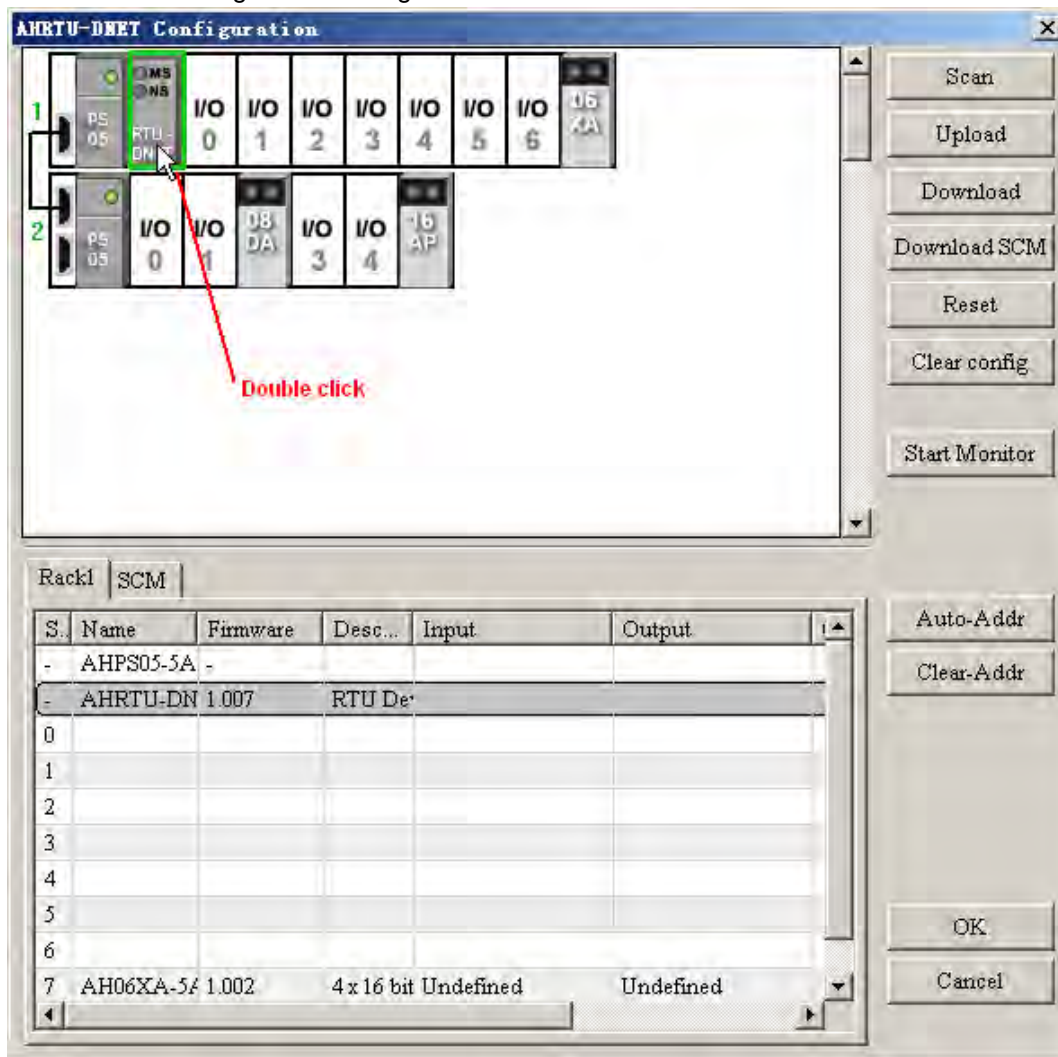 AHRTU-DNET Configuration
Scan
Upload
Download
Download SCM
Reset
Clear config
Start Monitor
1
PS
05
MS
NS
RTU-
DNET
I/O
0
I/O
1
I/O
2
I/O
3
I/O
4
I/O
5
I/O
6
06
XA
2
PS
05
I/O
0
I/O
1
08
DA
I/O
3
I/O
4
16
AP
Double click
Rack1 SCM
S.. Name Firmware Desc... Input Output
- AHPS05-5A -
- AHRTU-DN 1.007 RTU De
0
1
2
3
4
5
6
7 AH06XA-5A 1.002 4 x 16 bit Undefined Undefined
Auto-Addr
Clear-Addr
OK
Cancel